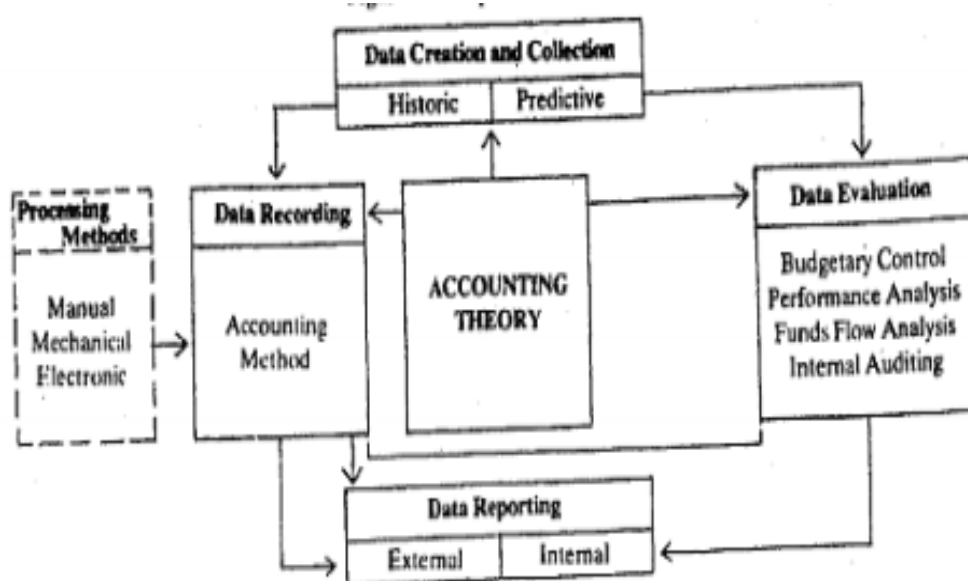 Data Creation and Collection
Historic
Predictive
Processing
Methods
Manual
Mechanical
Electronic
Data Recording
Accounting
Method
ACCOUNTING
THEORY
Data Evaluation
Budgetary Control
Performance Analysis
Funds Flow Analysis
Internal Auditing
Data Reporting
External
Internal